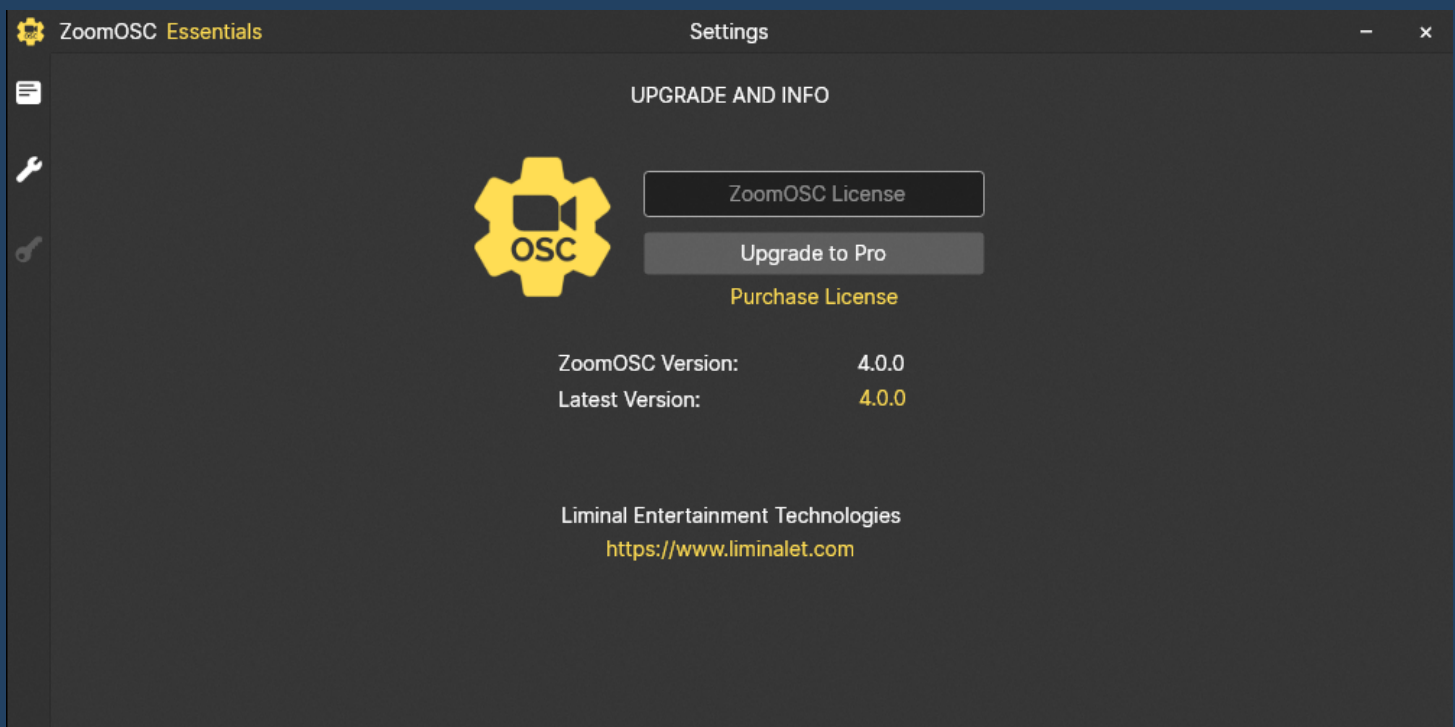 ZoomOSC Essentials
Settings
UPGRADE AND INFO
OSC
ZoomOSC License
Upgrade to Pro
Purchase License
ZoomOSC Version: 4.0.0
Latest Version: 4.0.0
Liminal Entertainment Technologies
https://www.liminalet.com